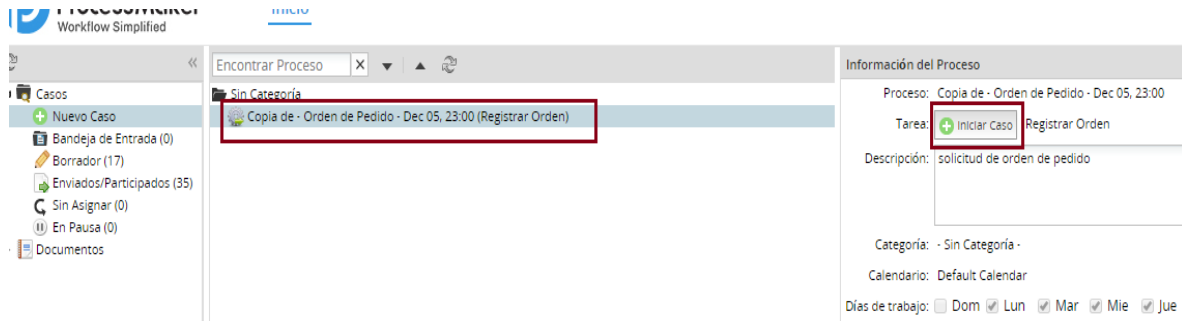 ProcessMaker
Workflow Simplified
Inicio
Encontrar Proceso X
Casos
Nuevo Caso
Bandeja de Entrada (0)
Borrador (17)
Enviados/Participados (35)
Sin Asignar (0)
En Pausa (0)
Documentos
Sin Categoría
Copia de - Orden de Pedido - Dec 05, 23:00 (Registrar Orden)
Información del Proceso
Proceso: Copia de - Orden de Pedido - Dec 05, 23:00
Tarea: Iniciar Caso Registrar Orden
Descripción: solicitud de orden de pedido
Categoría: - Sin Categoría -
Calendario: Default Calendar
Días de trabajo: Dom Lun Mar Mie Jue